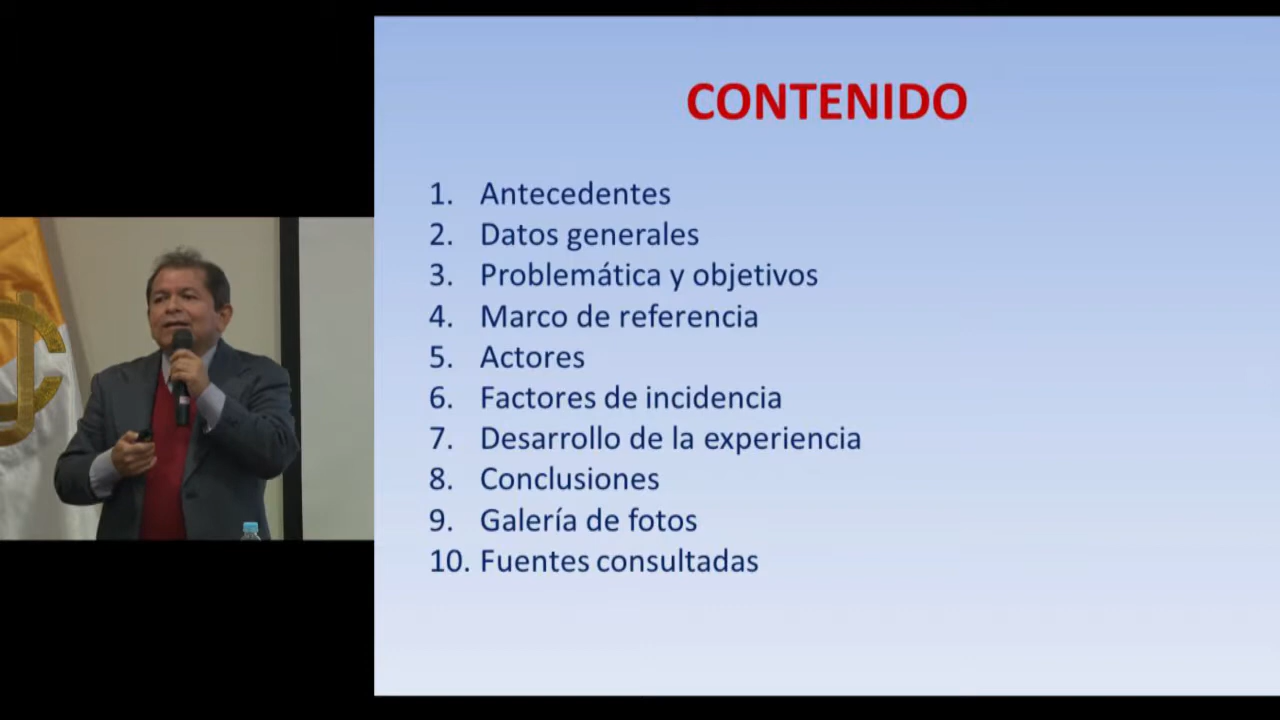 CONTENIDO
1. Antecedentes
2. Datos generales
3. Problemática y objetivos
4. Marco de referencia
5. Actores
6. Factores de incidencia
7. Desarrollo de la experiencia
8. Conclusiones
9. Galería de fotos
10. Fuentes consultadas